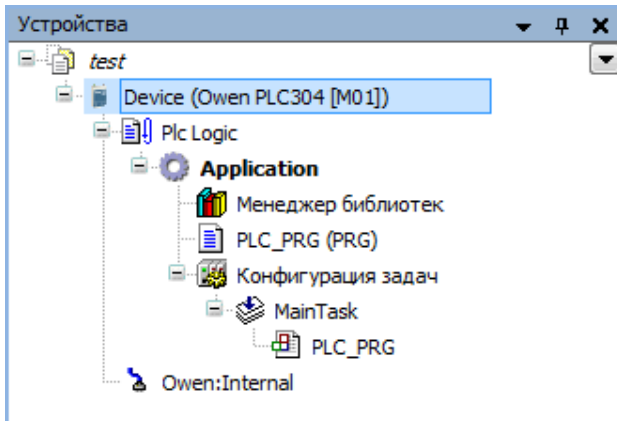 Устройства
test
Device (Owen PLC304 [M01])
Plc Logic
Application
Менеджер библиотек
PLC_PRG (PRG)
Конфигурация задач
MainTask
PLC_PRG
Owen:Internal